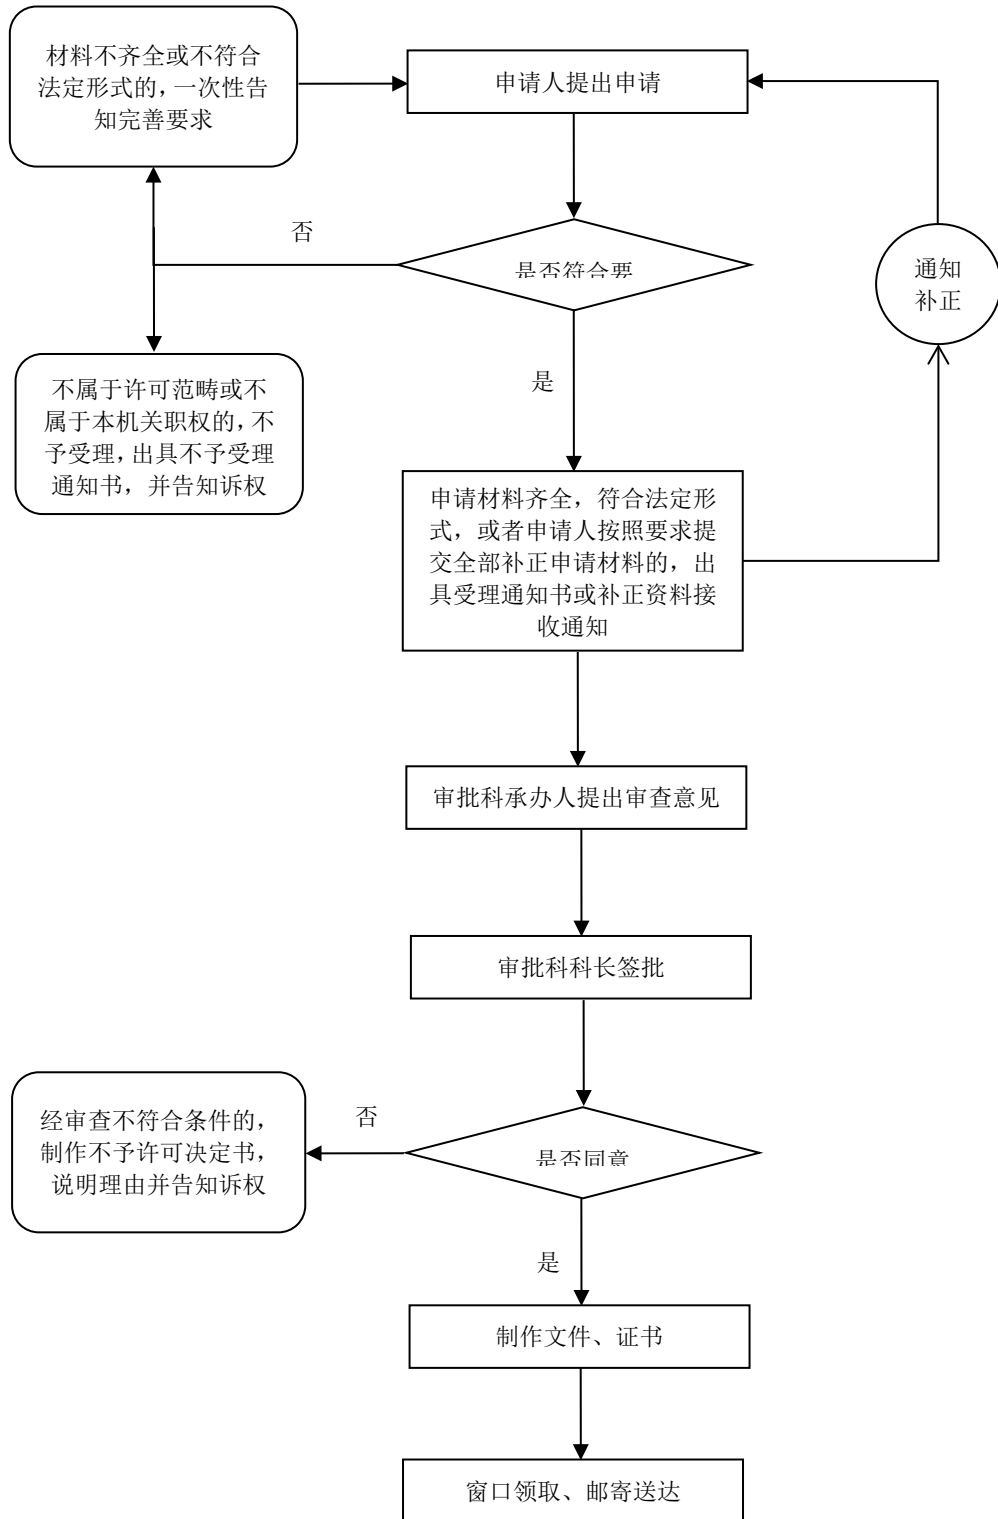 材料不齐全或不符合
法定形式的，一次性告
知完善要求
申请人提出申请
否
是否符合要
通知
补正
是
不属于许可范畴或不
属于本机关职权的，不
予受理，出具不予受理
通知书，并告知诉权
申请材料齐全，符合法定形
式，或者申请人按照要求提
交全部补正申请材料的，出
具受理通知书或补正资料接
收通知
审批科承办人提出审查意见
审批科科长签批
经审查不符合条件的，
制作不予许可决定书，
说明理由并告知诉权
否
是否同意
是
制作文件、证书
窗口领取、邮寄送达